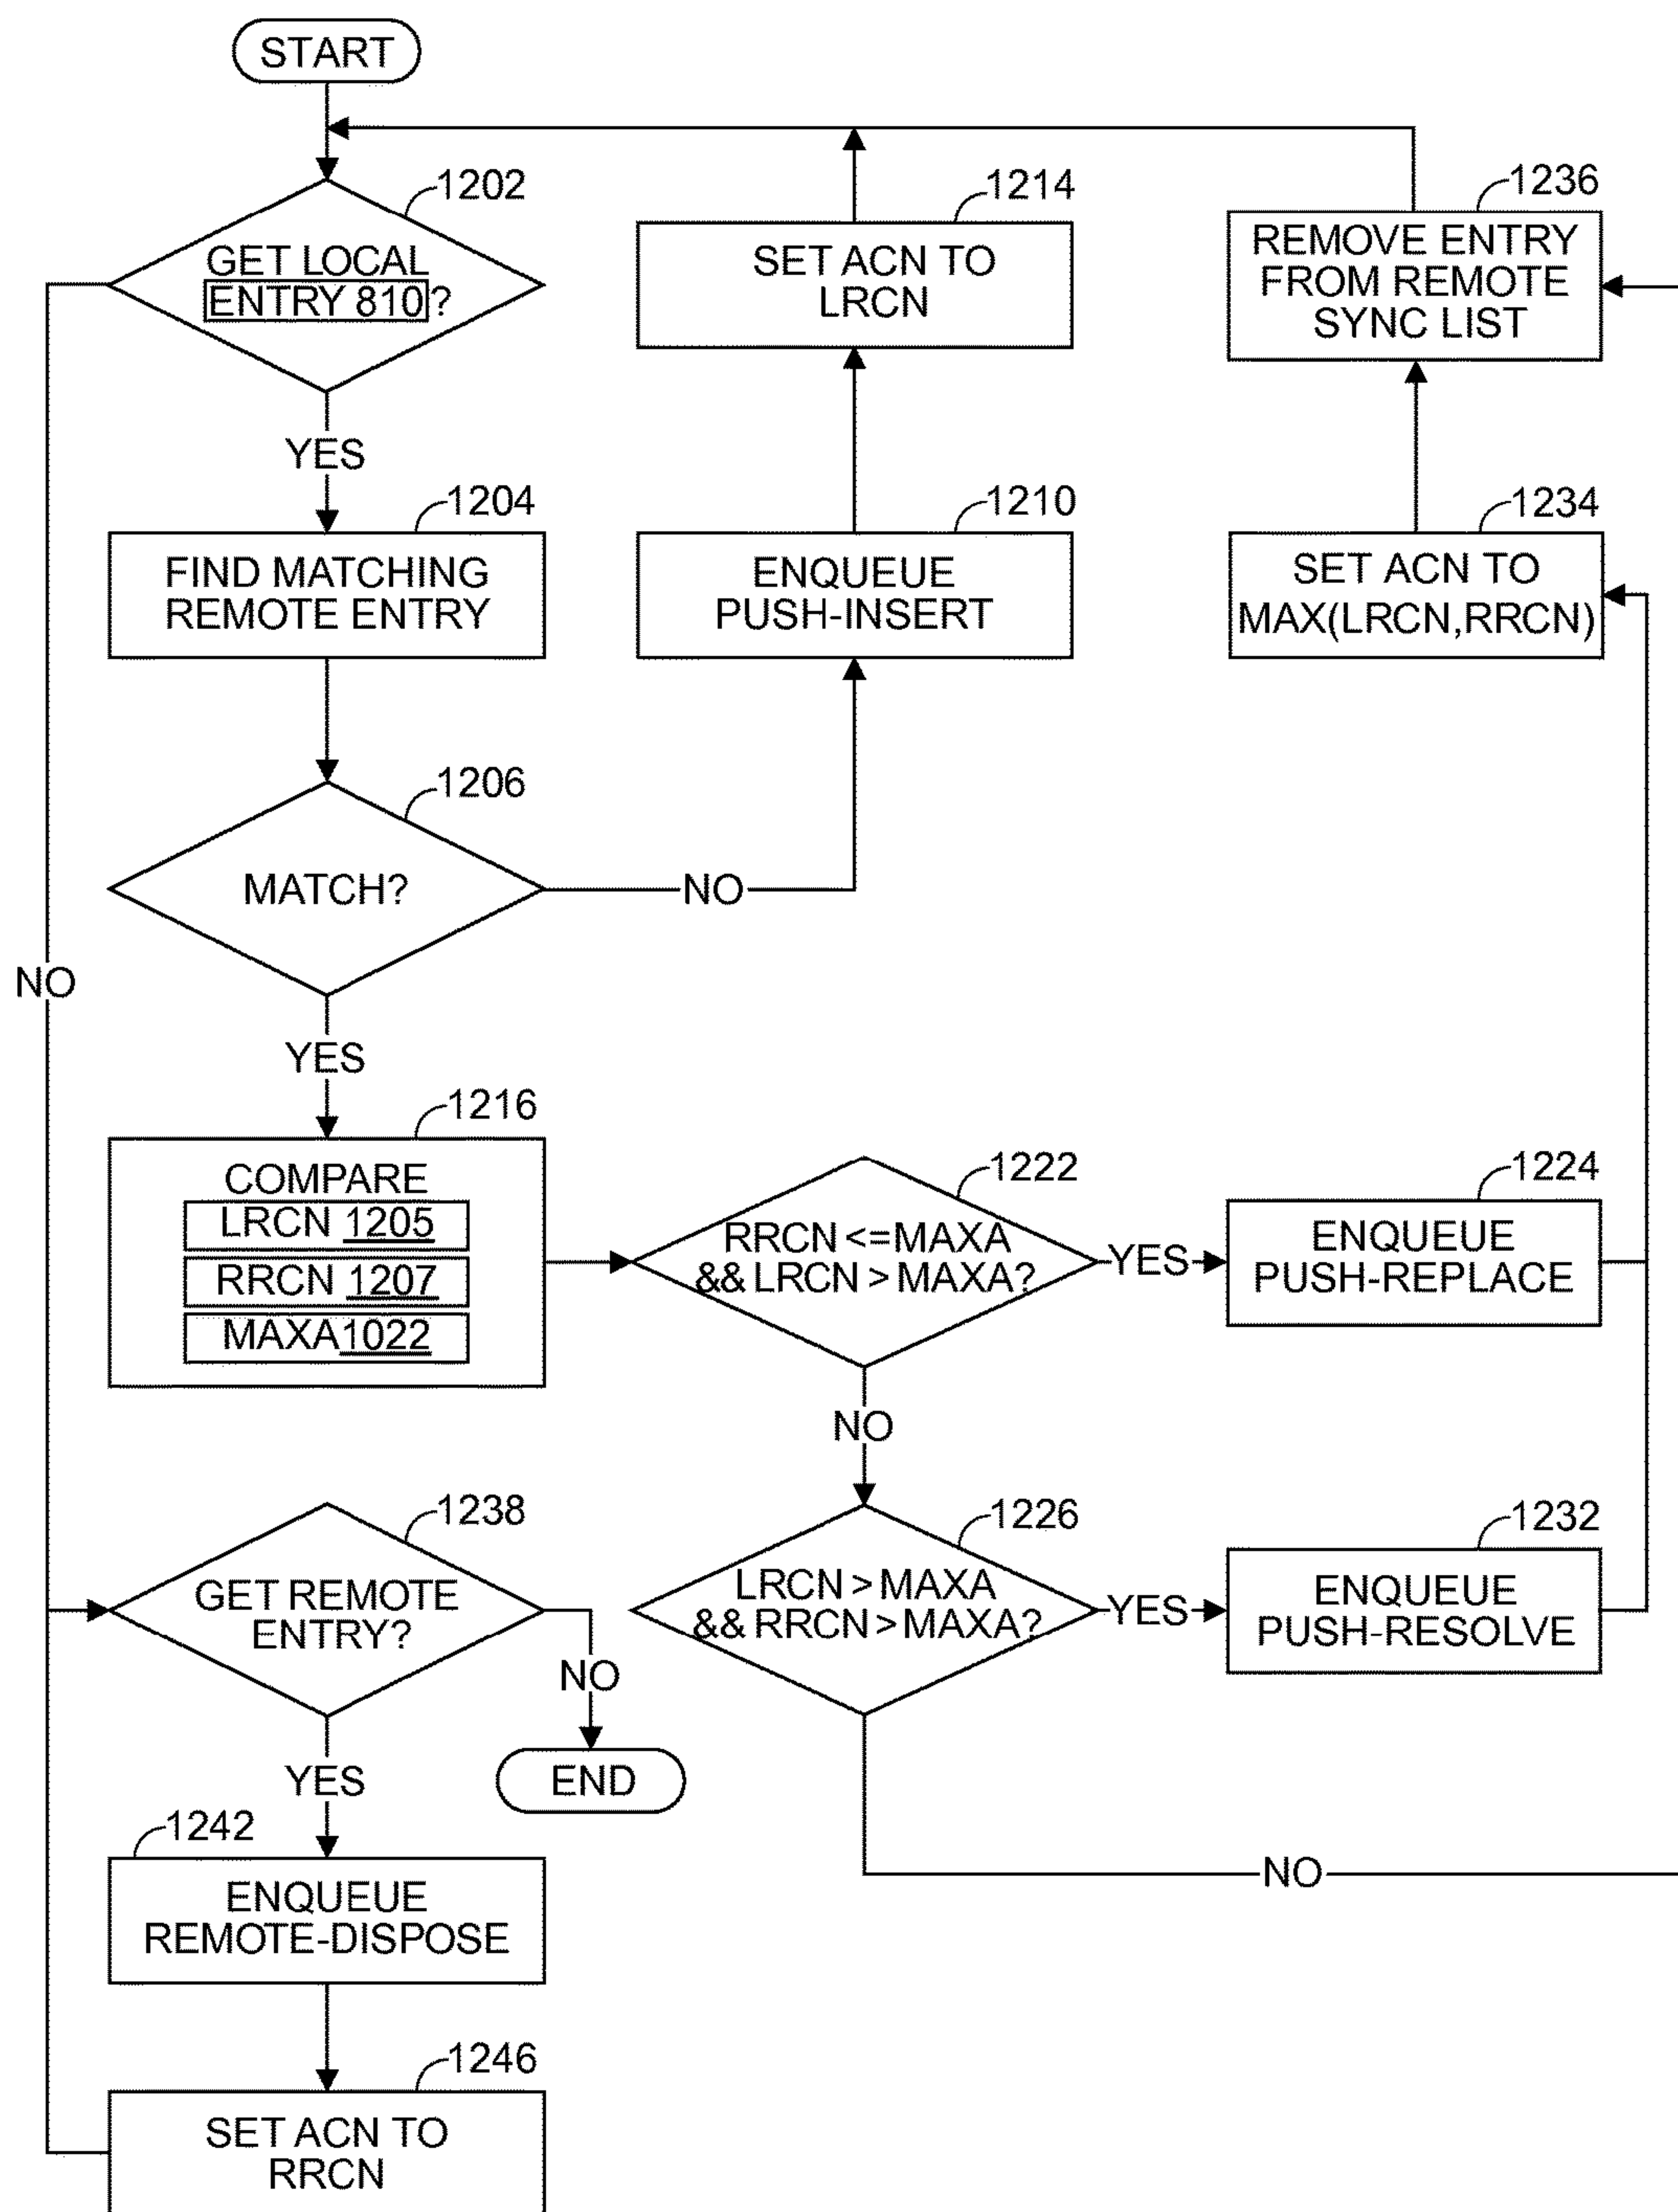 START
1202
GET LOCAL
ENTRY 810?
YES
1204
FIND MATCHING
REMOTE ENTRY
1206
MATCH?
NO
1210
ENQUEUE
PUSH-INSERT
1214
SET ACN TO
LRCN
YES
1216
COMPARE
LRCN 1205
RRCN 1207
MAXA1022
1222
RRCN <=MAXA
&& LRCN > MAXA?
YES
1224
ENQUEUE
PUSH-REPLACE
NO
1226
LRCN > MAXA
&& RRCN > MAXA?
YES
1232
ENQUEUE
PUSH-RESOLVE
1234
SET ACN TO
MAX(LRCN,RRCN)
1236
REMOVE ENTRY
FROM REMOTE
SYNC LIST
NO
NO
1238
GET REMOTE
ENTRY?
NO
END
YES
1242
ENQUEUE
REMOTE-DISPOSE
1246
SET ACN TO
RRCN